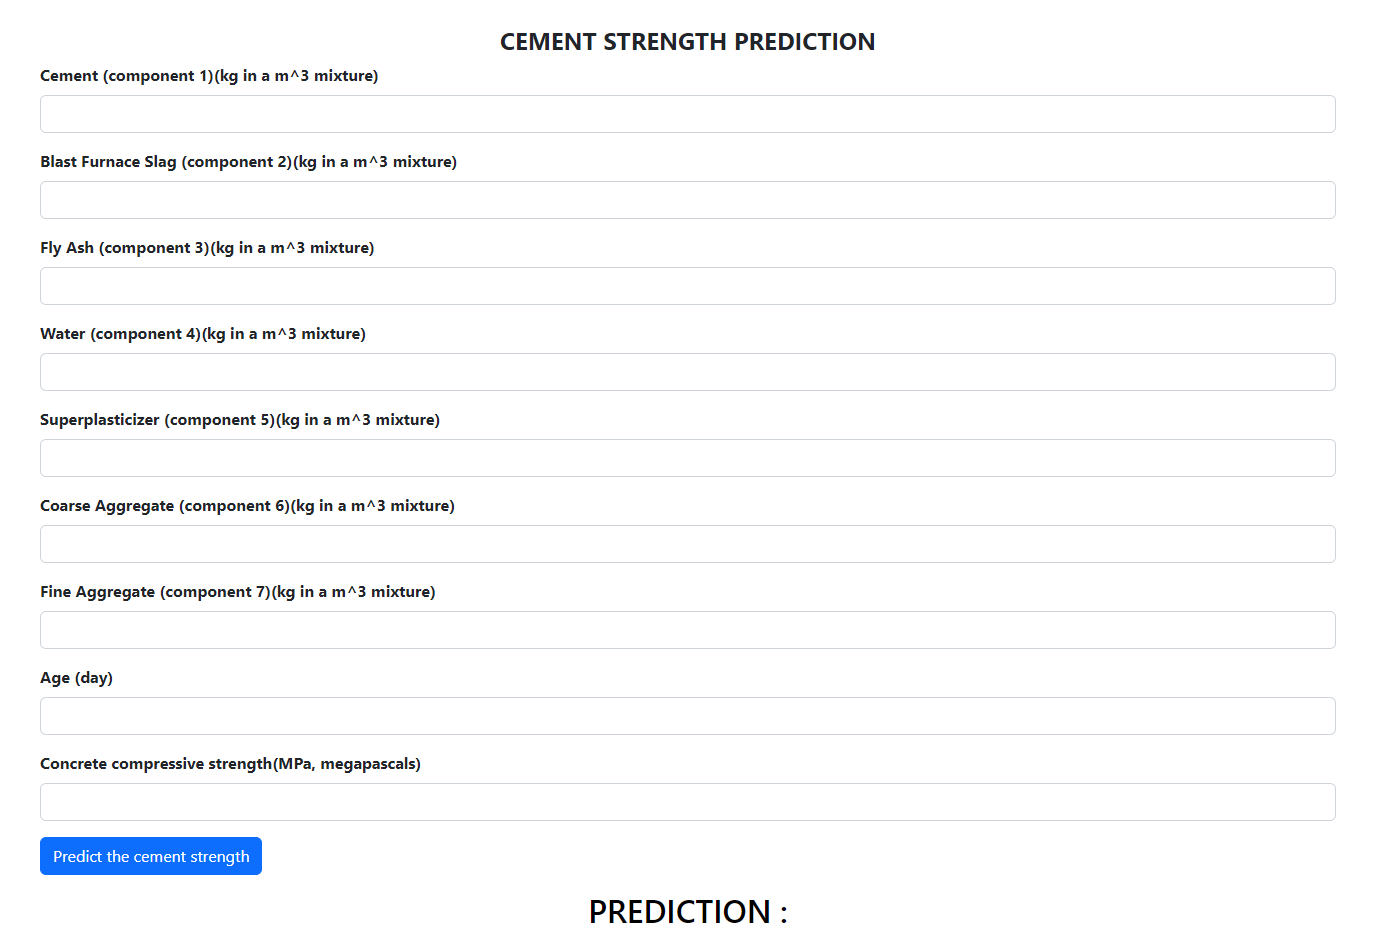 CEMENT STRENGTH PREDICTION
Cement (component 1)(kg in a m^3 mixture)
Blast Furnace Slag (component 2)(kg in a m^3 mixture)
Fly Ash (component 3)(kg in a m^3 mixture)
Water (component 4)(kg in a m^3 mixture)
Superplasticizer (component 5)(kg in a m^3 mixture)
Coarse Aggregate (component 6)(kg in a m^3 mixture)
Fine Aggregate (component 7)(kg in a m^3 mixture)
Age (day)
Concrete compressive strength(MPa, megapascals)
Predict the cement strength
PREDICTION :